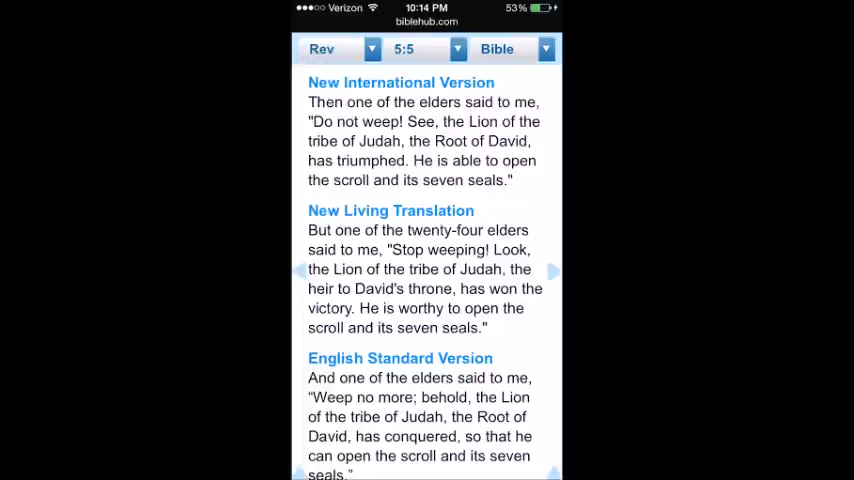 ●●●○○ Verizon 10:14 PM 53%
biblehub.com
Rev 5:5 Bible
New International Version
Then one of the elders said to me,
"Do not weep! See, the Lion of the
tribe of Judah, the Root of David,
has triumphed. He is able to open
the scroll and its seven seals."
New Living Translation
But one of the twenty-four elders
said to me, "Stop weeping! Look,
the Lion of the tribe of Judah, the
heir to David's throne, has won the
victory. He is worthy to open the
scroll and its seven seals."
English Standard Version
And one of the elders said to me,
“Weep no more; behold, the Lion
of the tribe of Judah, the Root of
David, has conquered, so that he
can open the scroll and its seven
seals.”